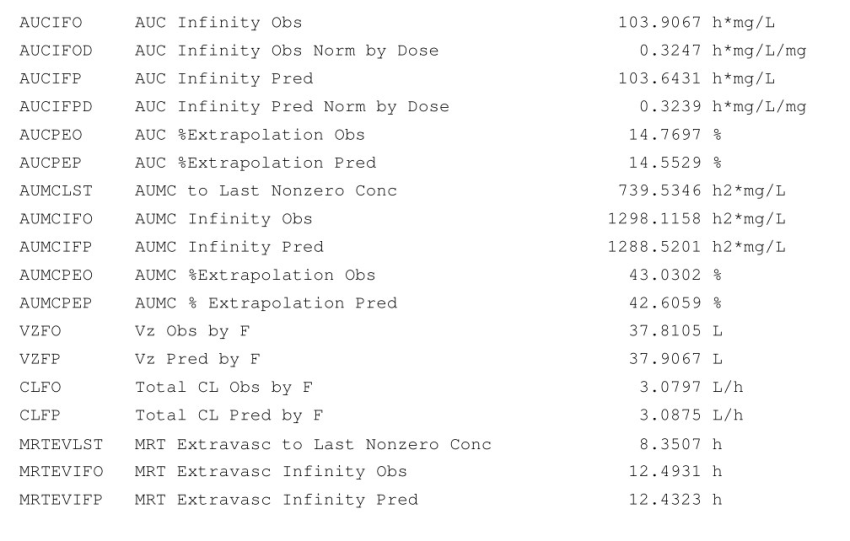 AUCIFO AUC Infinity Obs 103.9067 h*mg/L
AUCIFOD AUC Infinity Obs Norm by Dose 0.3247 h*mg/L/mg
AUCIFP AUC Infinity Pred 103.6431 h*mg/L
AUCIFPD AUC Infinity Pred Norm by Dose 0.3239 h*mg/L/mg
AUCPEO AUC %Extrapolation Obs 14.7697 %
AUCPEP AUC %Extrapolation Pred 14.5529 %
AUMCLST AUMC to Last Nonzero Conc 739.5346 h2*mg/L
AUMCIFO AUMC Infinity Obs 1298.1158 h2*mg/L
AUMCIFP AUMC Infinity Pred 1288.5201 h2*mg/L
AUMCPEO AUMC %Extrapolation Obs 43.0302 %
AUMCPEP AUMC % Extrapolation Pred 42.6059 %
VZFO Vz Obs by F 37.8105 L
VZFP Vz Pred by F 37.9067 L
CLFO Total CL Obs by F 3.0797 L/h
CLFP Total CL Pred by F 3.0875 L/h
MRTEVLST MRT Extravasc to Last Nonzero Conc 8.3507 h
MRTEVIFO MRT Extravasc Infinity Obs 12.4931 h
MRTEVIFP MRT Extravasc Infinity Pred 12.4323 h